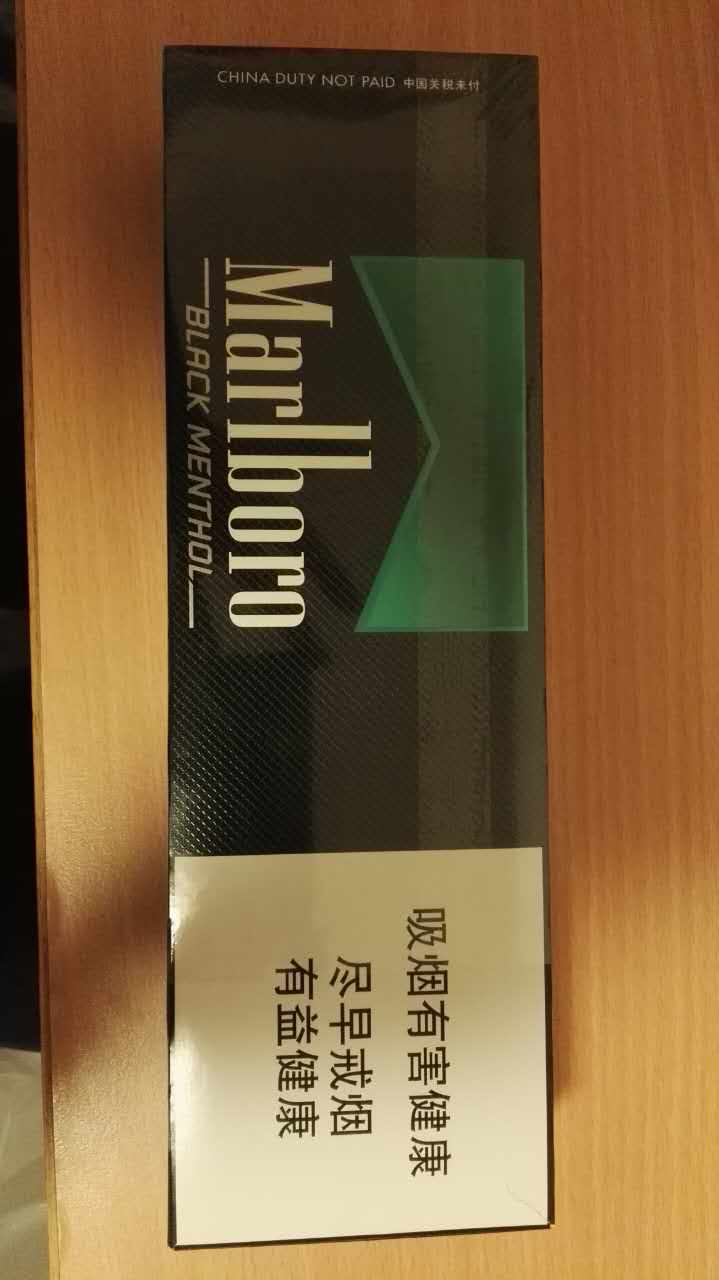 CHINA DUTY NOT PAID 中国关税未付
Marlboro
BLACK MENTHOL
吸烟有害健康
尽早戒烟
有益健康